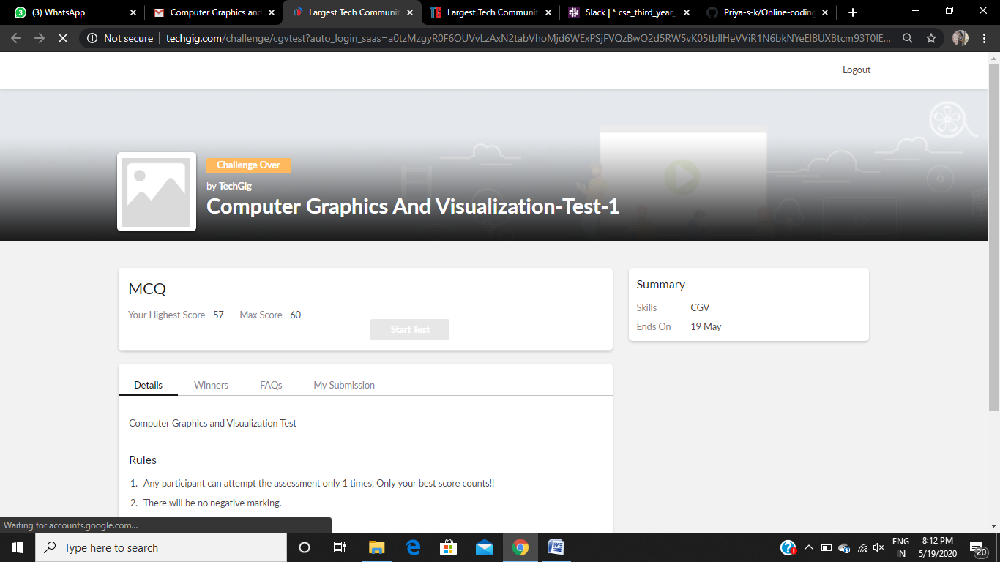 (3) WhatsApp
Computer Graphics and
Largest Tech Communit
Largest Tech Communit
Slack | * cse_third_year_
Priya-s-k/Online-coding
Not secure techgig.com/challenge/cgvtest?auto_login_saas=a0tzMzgyR0F6OUVvLzAxN2tabVhoMjd6WExPSjFVQzBwQ2d5RW5vK05tbllHeVViR1N6bkNYeElBUXBtcm93T0lE...
Logout
Challenge Over
by TechGig
Computer Graphics And Visualization-Test-1
MCQ
Your Highest Score 57 Max Score 60
Start Test
Summary
Skills CGV
Ends On 19 May
Details Winners FAQs My Submission
Computer Graphics and Visualization Test
Rules
1. Any participant can attempt the assessment only 1 times, Only your best score counts!!
2. There will be no negative marking.
Waiting for accounts.google.com...
Type here to search
ENG
IN
8:12 PM
5/19/2020
20